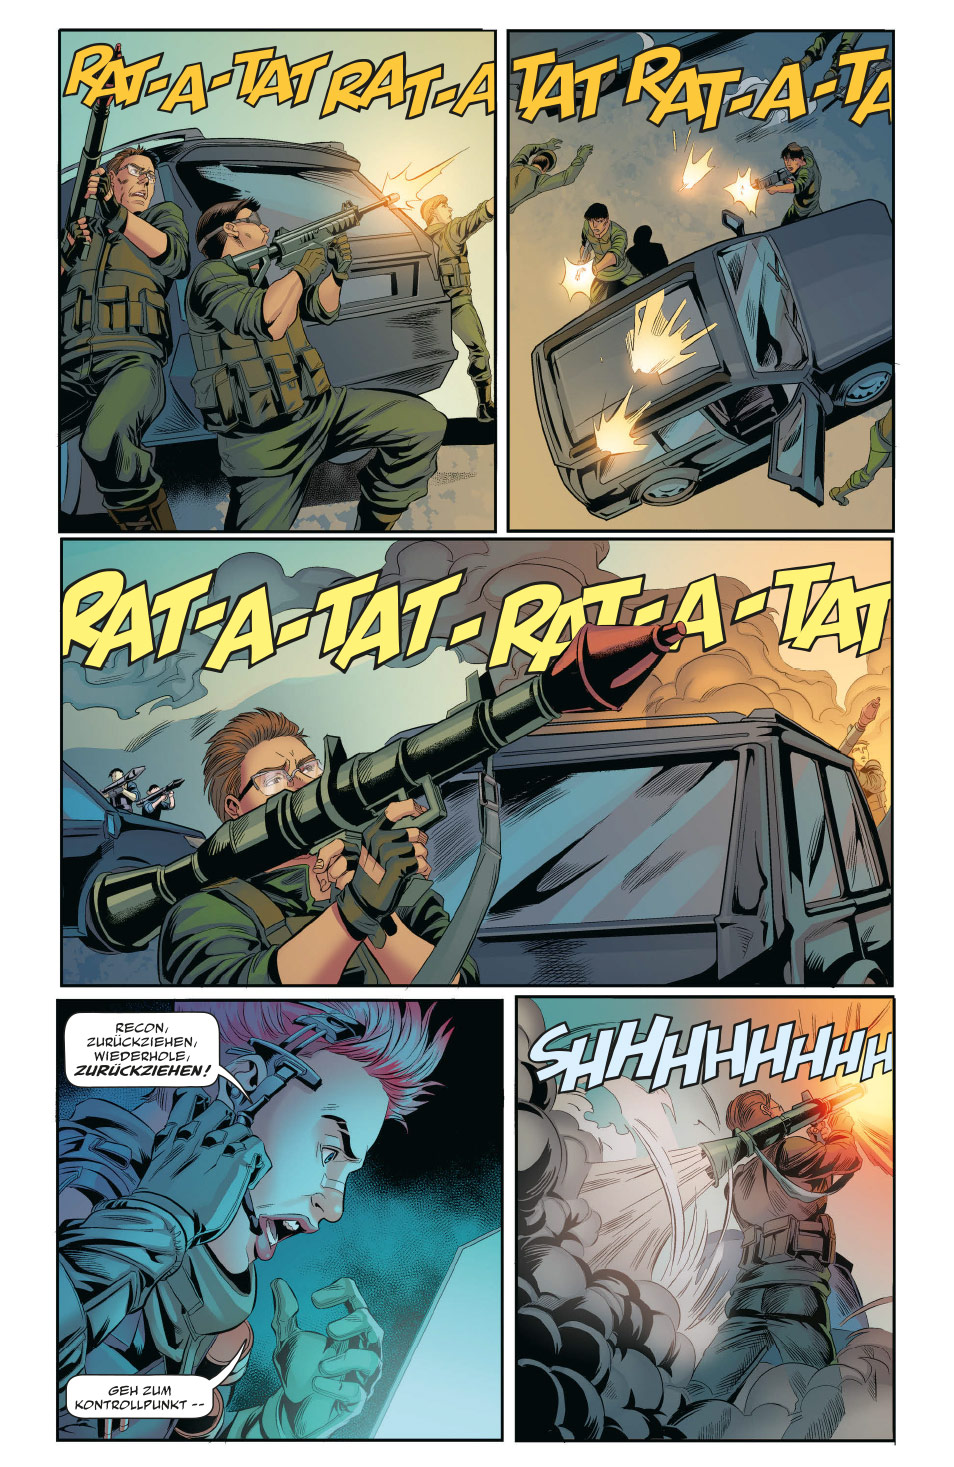 RAT-A-TAT RAT-A
TAT RAT-A-TA
RAT-A-TAT-RAT-A-TAT
RECON,
ZURÜCKZIEHEN,
WIEDERHOLE,
ZURÜCKZIEHEN!
GEH ZUM
KONTROLLPUNKT --
SHHHHHHHH